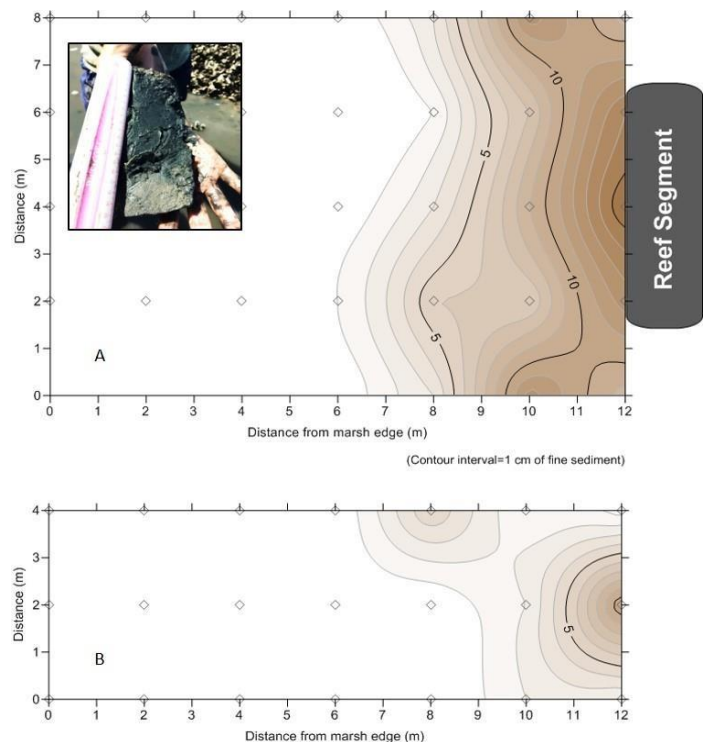 8
7
6
5
4
3
2
1
0
Distance (m)
5
10
5
10
A
Reef Segment
0 1 2 3 4 5 6 7 8 9 10 11 12
Distance from marsh edge (m)
(Contour interval=1 cm of fine sediment)
4
3
2
1
0
Distance (m)
5
B
0 1 2 3 4 5 6 7 8 9 10 11 12
Distance from marsh edge (m)